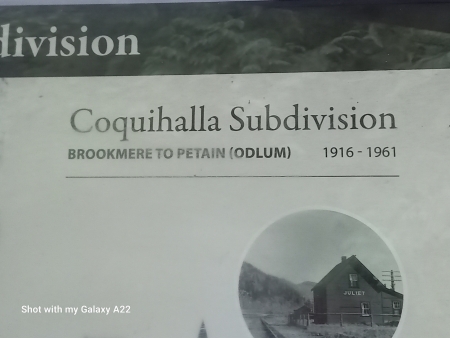 division
Coquihalla Subdivision
BROOKMERE TO PETAIN (ODLUM) 1916 - 1961
JULIET
Shot with my Galaxy A22